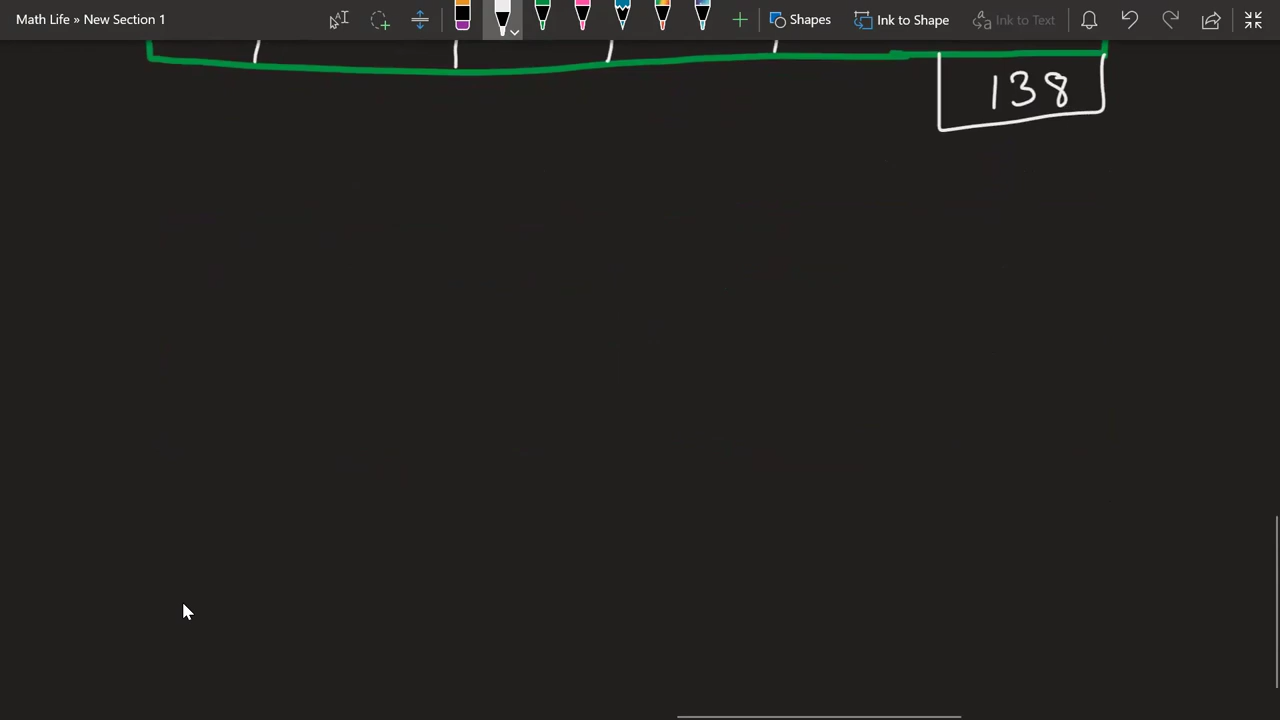 Math Life » New Section 1
Shapes
Ink to Shape
Ink to Text
138